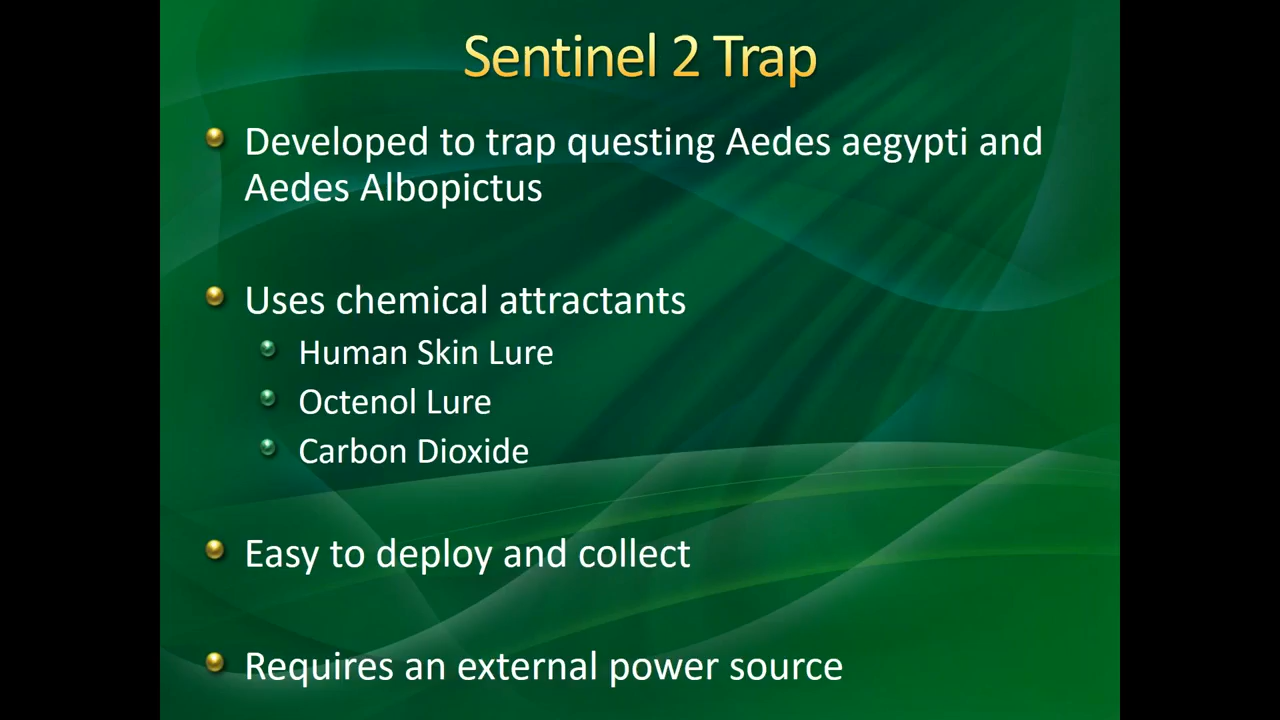 Sentinel 2 Trap
Developed to trap questing Aedes aegypti and
Aedes Albopictus
Uses chemical attractants
Human Skin Lure
Octenol Lure
Carbon Dioxide
Easy to deploy and collect
Requires an external power source